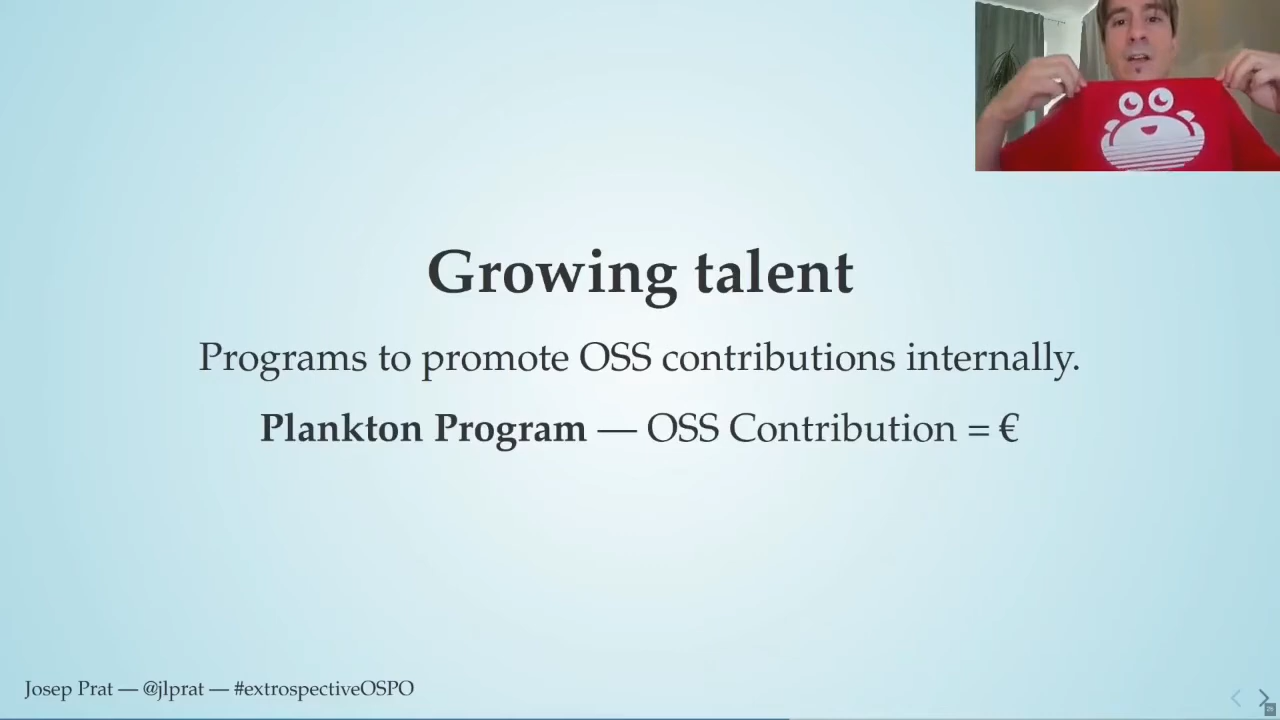 Growing talent
Programs to promote OSS contributions internally.
Plankton Program — OSS Contribution = €
Josep Prat — @jlprat — #extrospectiveOSPO